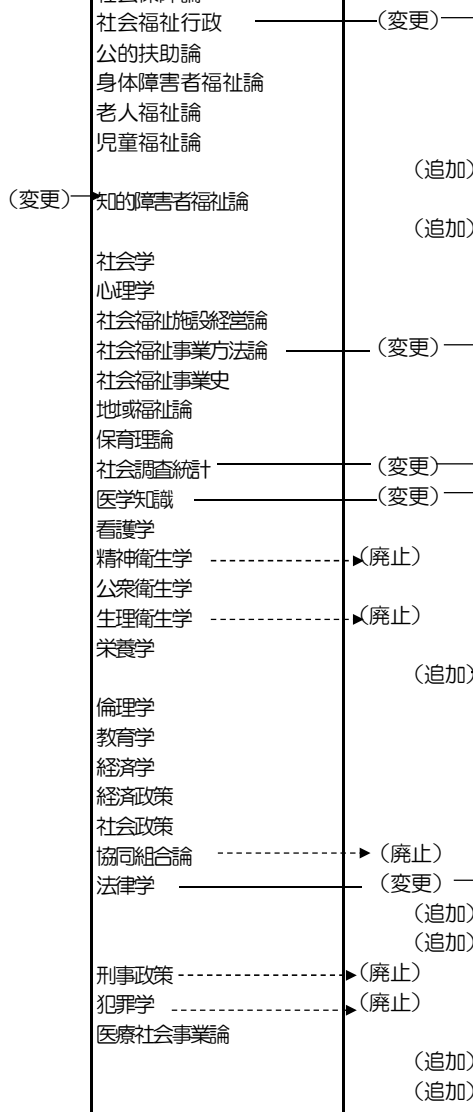 社会福祉行政 (変更)
公的扶助論
身体障害者福祉論
老人福祉論
児童福祉論
(追加)
(変更) 知的障害者福祉論
(追加)
社会学
心理学
社会福祉施設経営論
社会福祉事業方法論 (変更)
社会福祉事業史
地域福祉論
保育理論
社会調査統計 (変更)
医学知識 (変更)
看護学
精神衛生学 (廃止)
公衆衛生学
生理衛生学 (廃止)
栄養学
(追加)
倫理学
教育学
経済学
経済政策
社会政策
協同組合論 (廃止)
法律学 (変更)
(追加)
(追加)
刑事政策 (廃止)
犯罪学 (廃止)
医療社会事業論
(追加)
(追加)